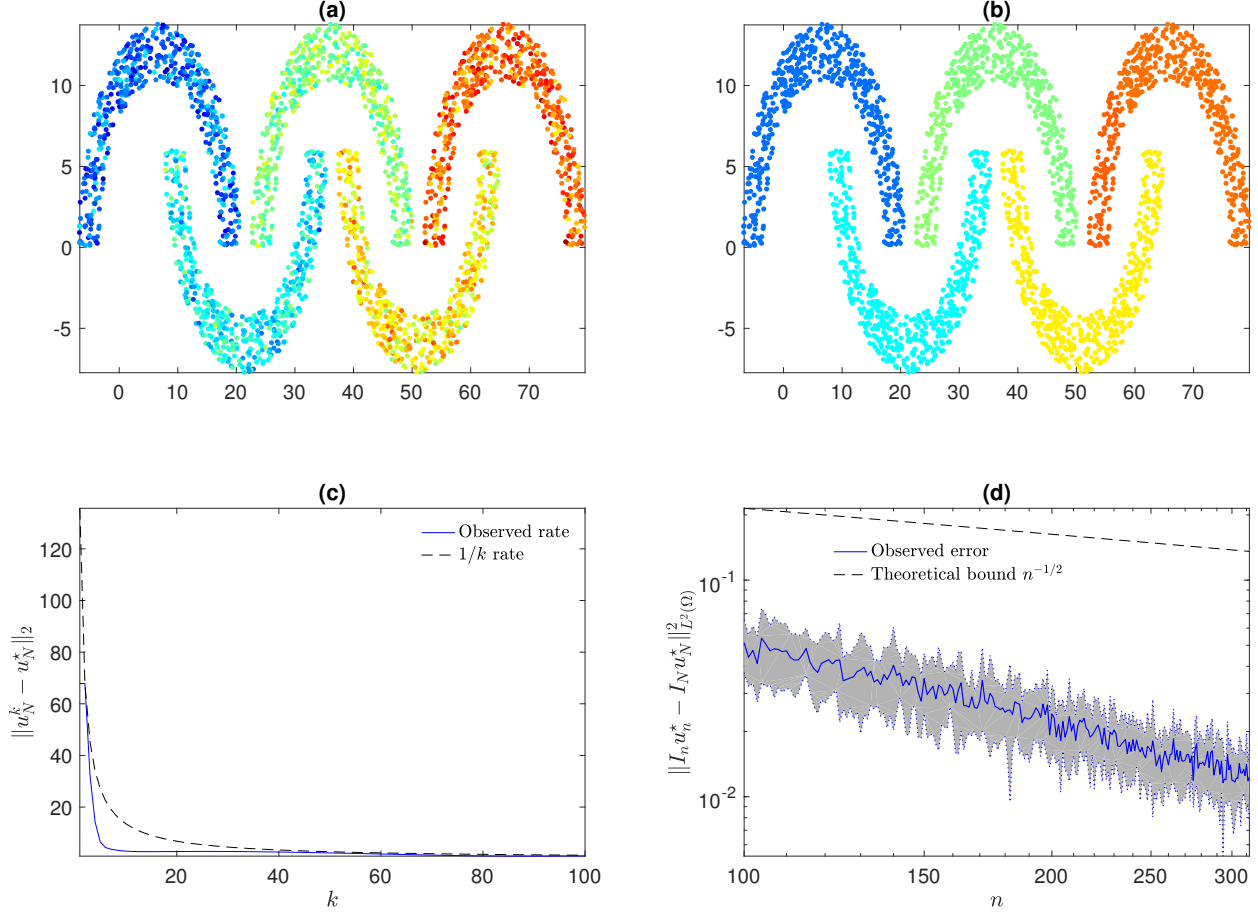 (a)
10
5
0
-5
0 10 20 30 40 50 60 70
(b)
10
5
0
-5
0 10 20 30 40 50 60 70
(c)
120
100
80
60
40
20
20 40 60 80 100
k
||u_N^k − u_N^⋆||_2
Observed rate
1/k rate
(d)
10^{-1}
10^{-2}
100 150 200 250 300
n
||I_n u_n^⋆ − I_N u_N^⋆||^2_{L^2(Ω)}
Observed error
Theoretical bound n^{-1/2}